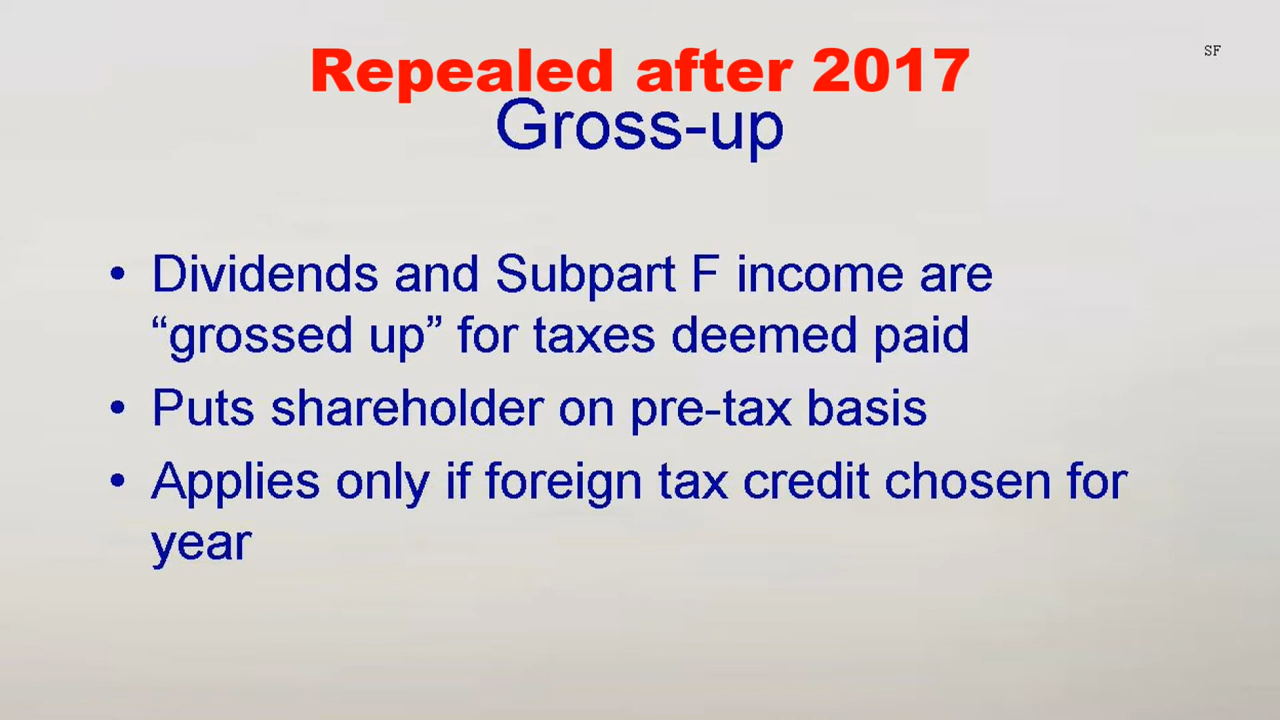 Repealed after 2017
SF
Gross-up
• Dividends and Subpart F income are
“grossed up” for taxes deemed paid
• Puts shareholder on pre-tax basis
• Applies only if foreign tax credit chosen for
year